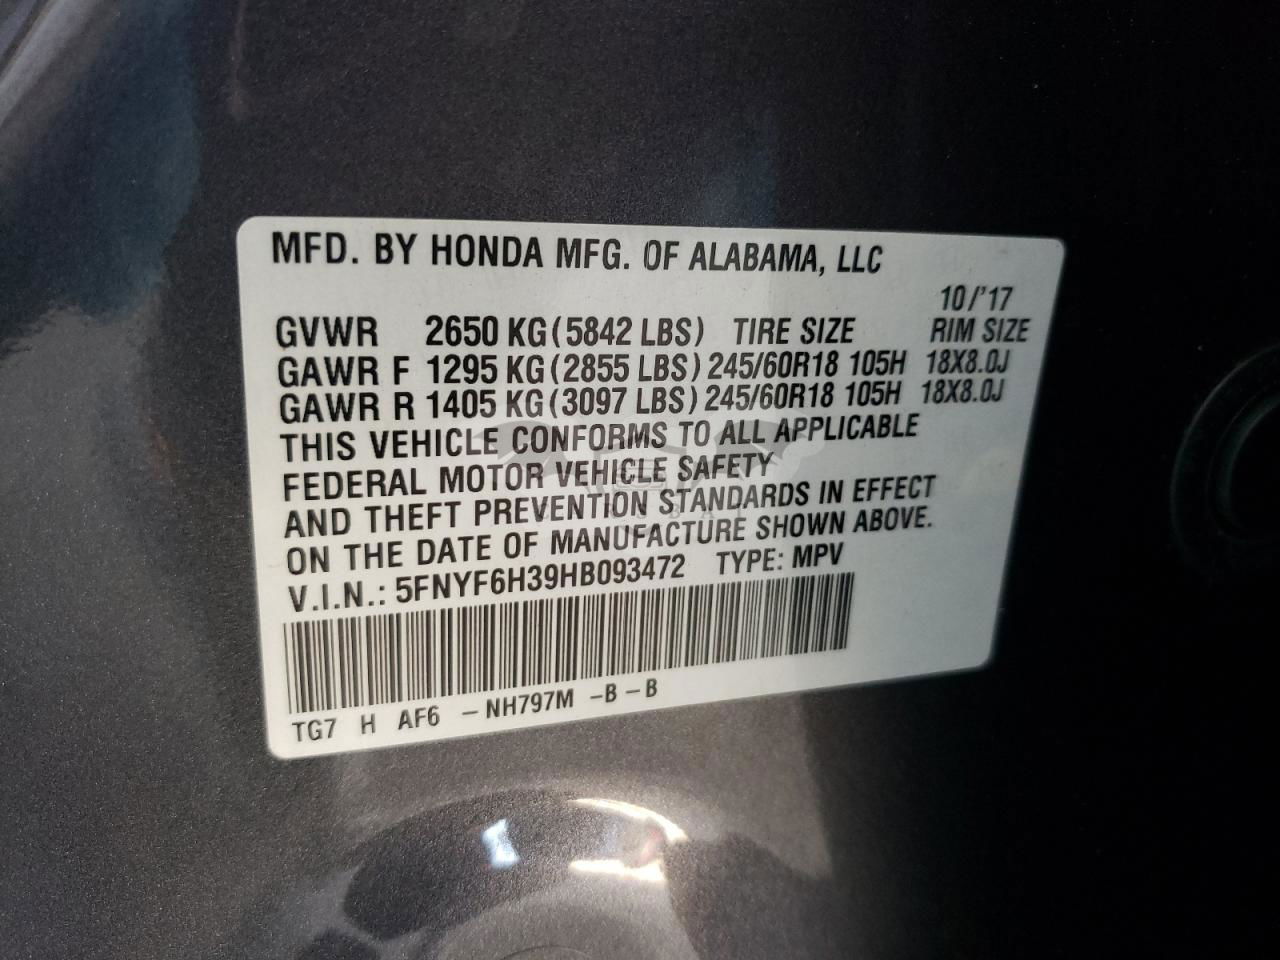 MFD. BY HONDA MFG. OF ALABAMA, LLC
10/'17
GVWR 2650 KG (5842 LBS) TIRE SIZE RIM SIZE
GAWR F 1295 KG (2855 LBS) 245/60R18 105H 18X8.0J
GAWR R 1405 KG (3097 LBS) 245/60R18 105H 18X8.0J
THIS VEHICLE CONFORMS TO ALL APPLICABLE
FEDERAL MOTOR VEHICLE SAFETY
AND THEFT PREVENTION STANDARDS IN EFFECT
ON THE DATE OF MANUFACTURE SHOWN ABOVE.
V.I.N.: 5FNYF6H39HB093472 TYPE: MPV
TG7 H AF6 – NH797M – B – B